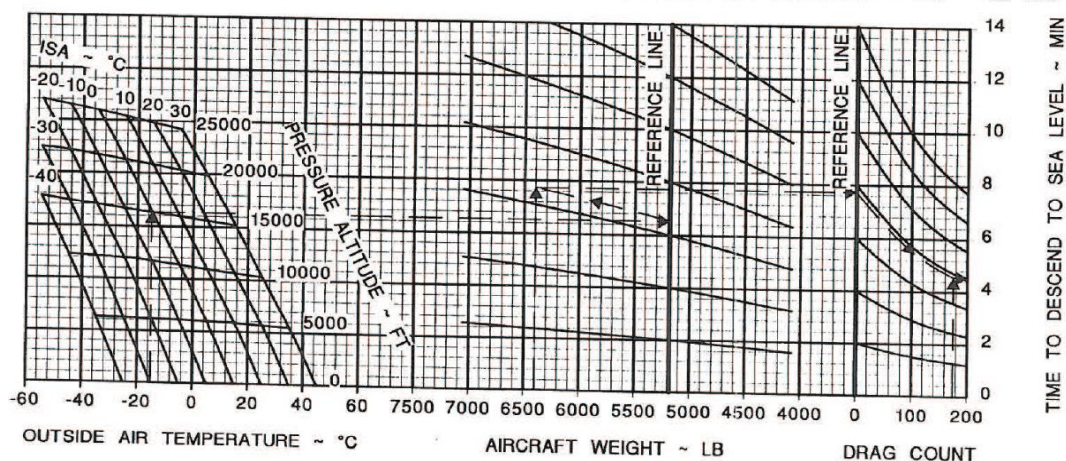 ISA ~ °C
-20
-10
0
10
20
30
-30
-40
25000
20000
15000
10000
5000
0
PRESSURE ALTITUDE ~ FT
REFERENCE LINE
REFERENCE LINE
14
12
10
8
6
4
2
0
TIME TO DESCEND TO SEA LEVEL ~ MIN
-60 -40 -20 0 20 40 60 7500 7000 6500 6000 5500 5000 4500 4000 0 100 200
OUTSIDE AIR TEMPERATURE ~ °C
AIRCRAFT WEIGHT ~ LB
DRAG COUNT